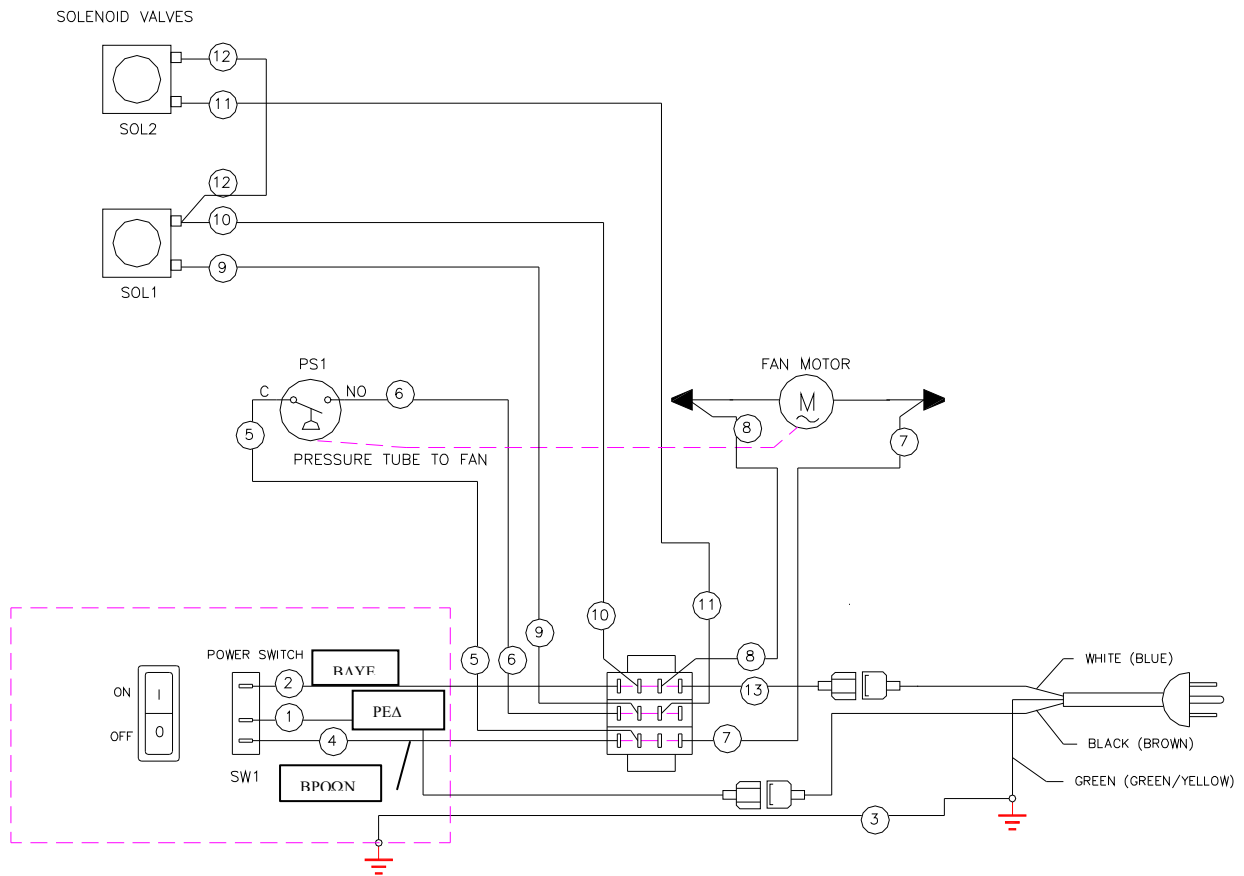 SOLENOID VALVES
12
11
SOL2
12
10
9
SOL1
PS1
C
NO
6
5
PRESSURE TUBE TO FAN
FAN MOTOR
M
8
7
10
11
9
5
6
8
13
7
POWER SWITCH
ON
I
OFF
O
2
ΒΛΥΕ
1
ΡΕΔ
4
SW1
ΒΡΟΩΝ
WHITE (BLUE)
BLACK (BROWN)
GREEN (GREEN/YELLOW)
3